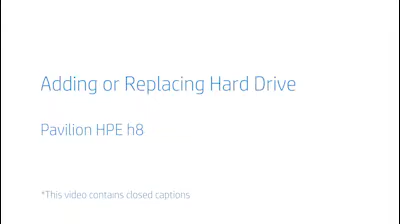 Adding or Replacing Hard Drive
Pavilion HPE h8
*This video contains closed captions